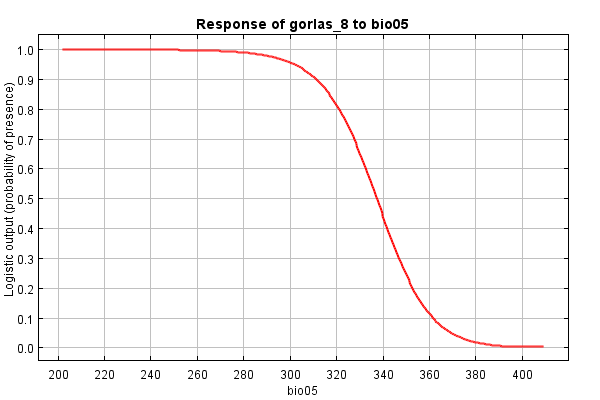 Response of gorlas_8 to bio05
Logistic output (probability of presence)
1.0
0.9
0.8
0.7
0.6
0.5
0.4
0.3
0.2
0.1
0.0
200 220 240 260 280 300 320 340 360 380 400
bio05